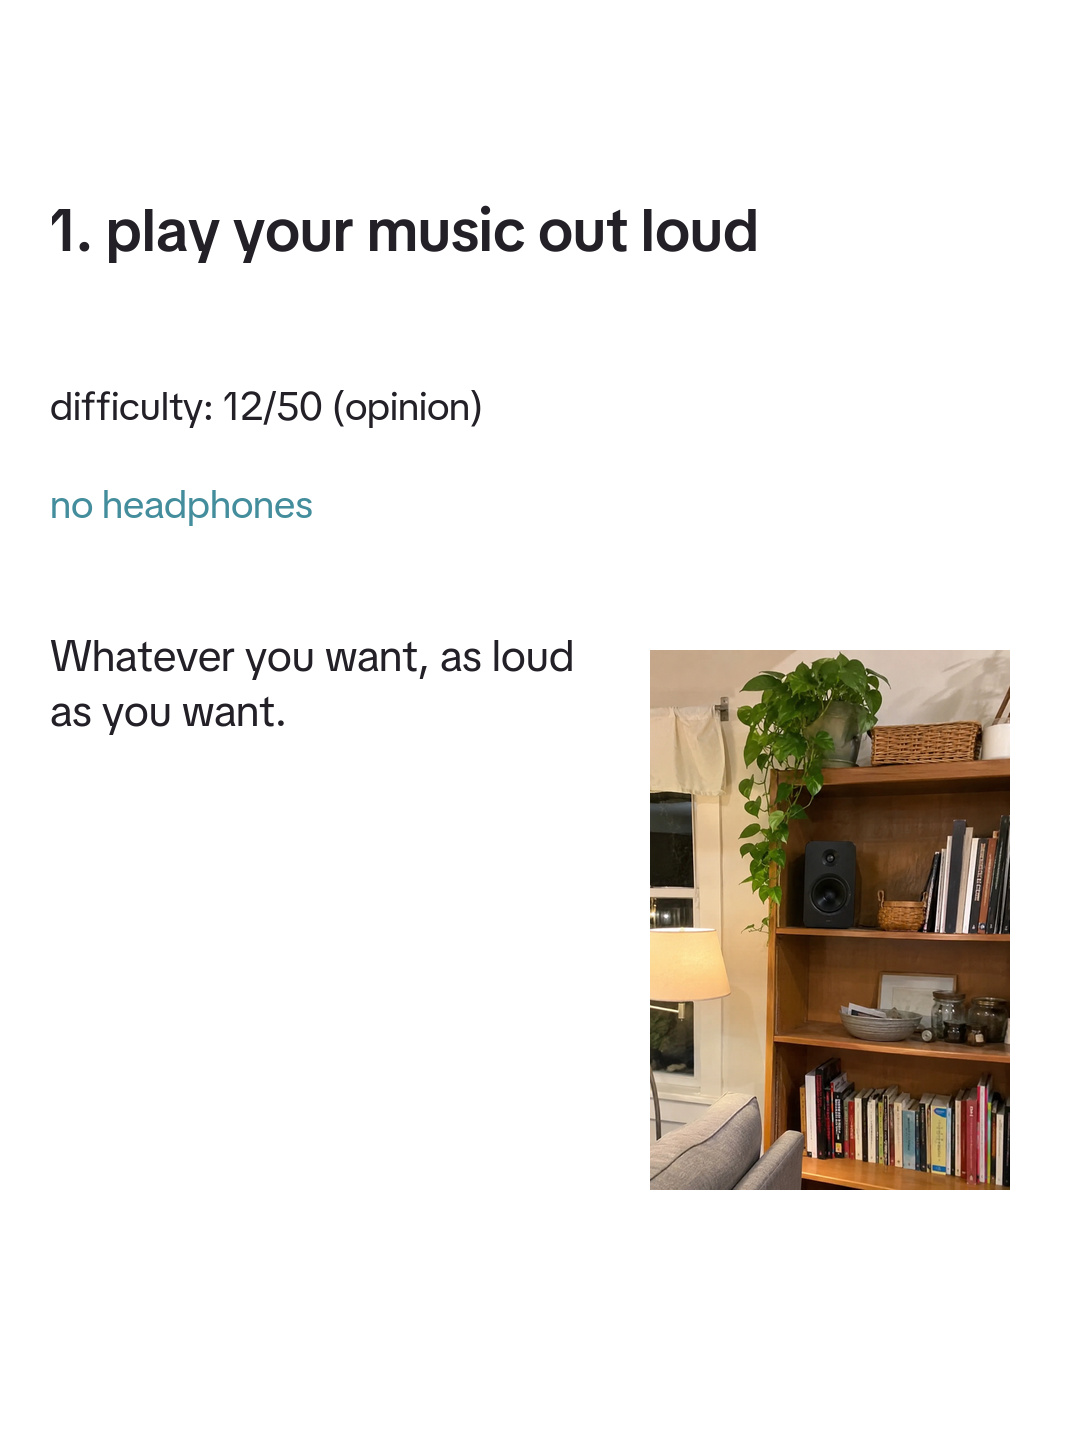 1. play your music out loud
difficulty: 12/50 (opinion)
no headphones
Whatever you want, as loud
as you want.